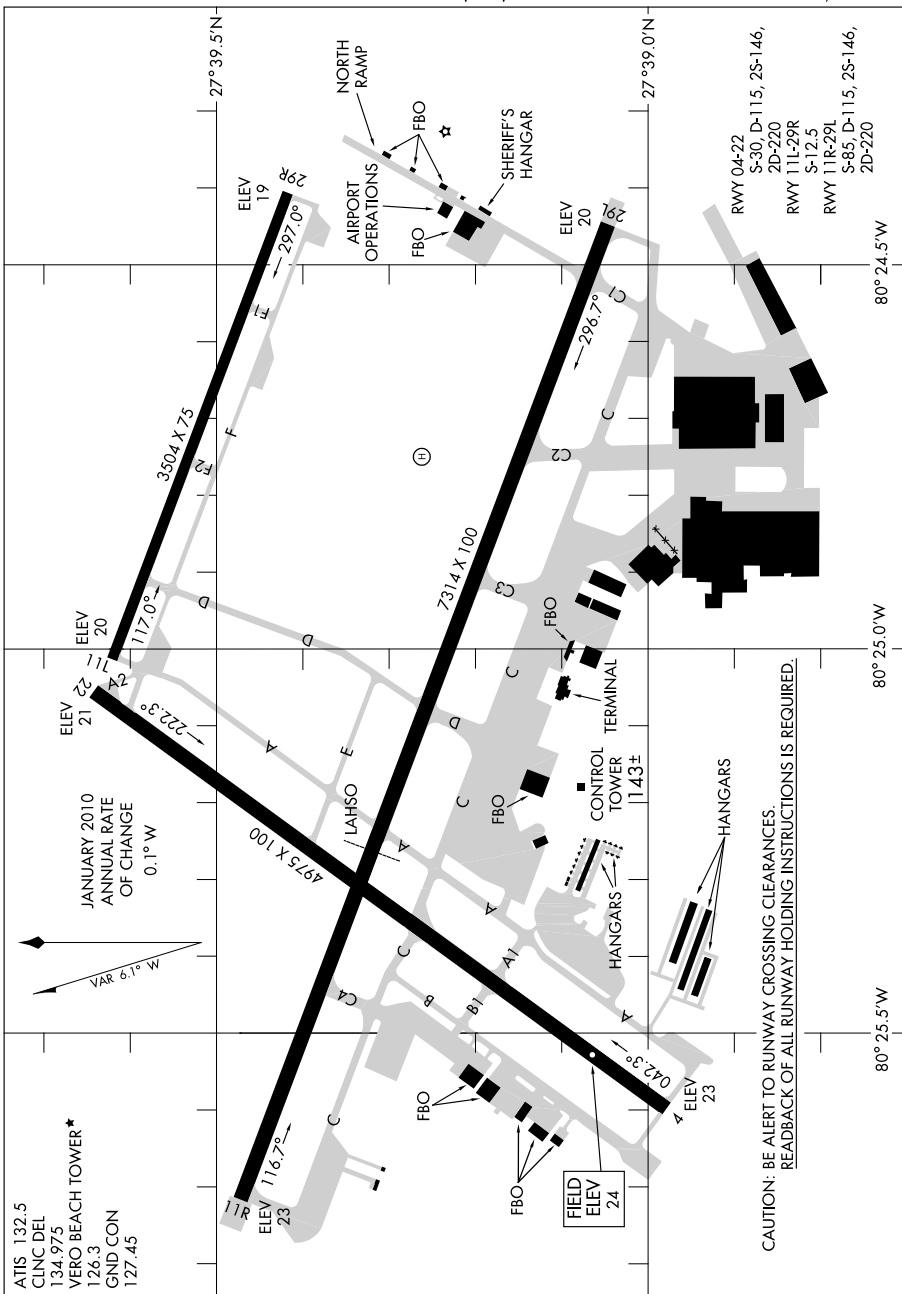 ATIS 132.5
CLNC DEL
134.975
VERO BEACH TOWER★
126.3
GND CON
127.45
VAR 6.1° W
JANUARY 2010
ANNUAL RATE
OF CHANGE
0.1° W
ELEV
21
22
A2
ELEV
20
11L
117.0°
3504 X 75
297.0°
29R
ELEV
19
27°39.5'N
F2
F
F1
NORTH
RAMP
FBO
AIRPORT
OPERATIONS
FBO
SHERIFF'S
HANGAR
222.3°
A
D
D
E
4975 X 100
LAHSO
A
H
11R
ELEV
23
116.7°
C
C4
C
7314 X 100
296.7°
29L
ELEV
20
B
B1
A1
A
C
D
C
C3
C2
C
C1
27°39.0'N
FBO
FBO
FBO
FBO
TERMINAL
CONTROL
TOWER
143±
HANGARS
HANGARS
A
042.3°
4
ELEV
23
FIELD
ELEV
24
RWY 04-22
S-30, D-115, 2S-146,
2D-220
RWY 11L-29R
S-12.5
RWY 11R-29L
S-85, D-115, 2S-146,
2D-220
CAUTION: BE ALERT TO RUNWAY CROSSING CLEARANCES.
READBACK OF ALL RUNWAY HOLDING INSTRUCTIONS IS REQUIRED.
80°25.5'W
80°25.0'W
80°24.5'W